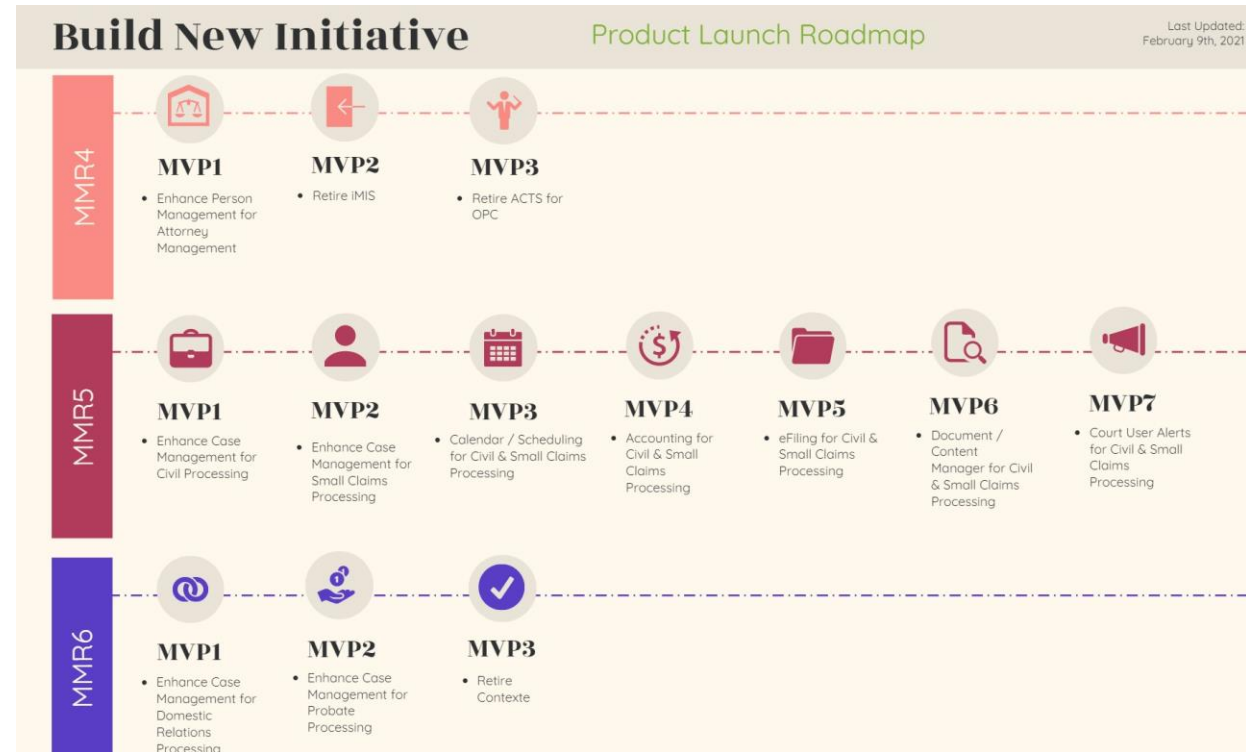 Build New Initiative
Product Launch Roadmap
Last Updated:
February 9th, 2021
MMR4
MVP1
• Enhance Person
Management for
Attorney
Management
MVP2
• Retire iMIS
MVP3
• Retire ACTS for
OPC
MMR5
MVP1
• Enhance Case
Management for
Civil Processing
MVP2
• Enhance Case
Management for
Small Claims
Processing
MVP3
• Calendar / Scheduling
for Civil & Small Claims
Processing
MVP4
• Accounting for
Civil & Small
Claims
Processing
MVP5
• eFiling for Civil &
Small Claims
Processing
MVP6
• Document /
Content
Manager for Civil
& Small Claims
Processing
MVP7
• Court User Alerts
for Civil & Small
Claims
Processing
MMR6
MVP1
• Enhance Case
Management for
Domestic
Relations
Processing
MVP2
• Enhance Case
Management for
Probate
Processing
MVP3
• Retire
Contexte